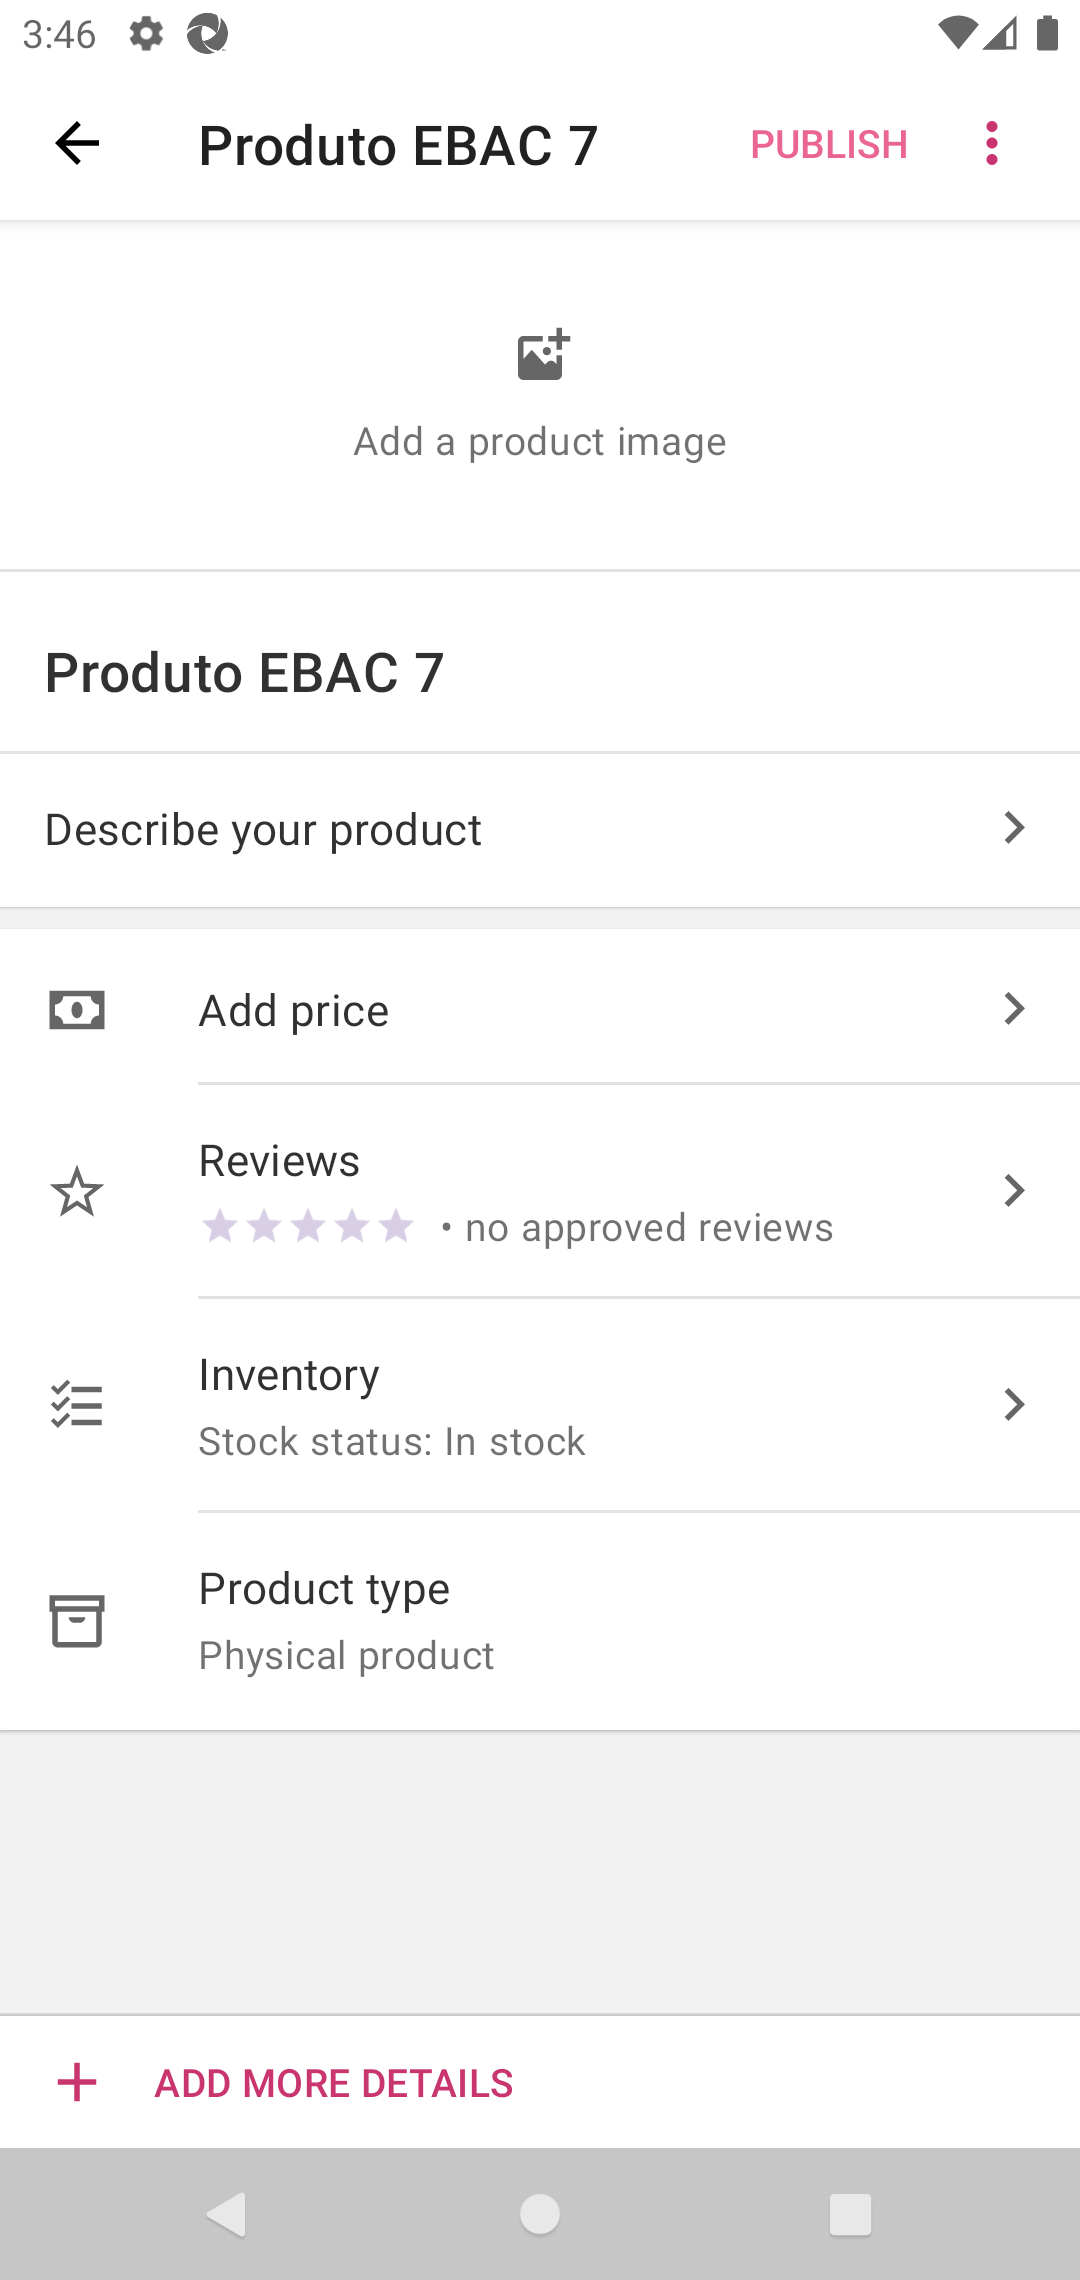 3:46
Produto EBAC 7
PUBLISH
Add a product image
Produto EBAC 7
Describe your product
Add price
Reviews
• no approved reviews
Inventory
Stock status: In stock
Product type
Physical product
ADD MORE DETAILS